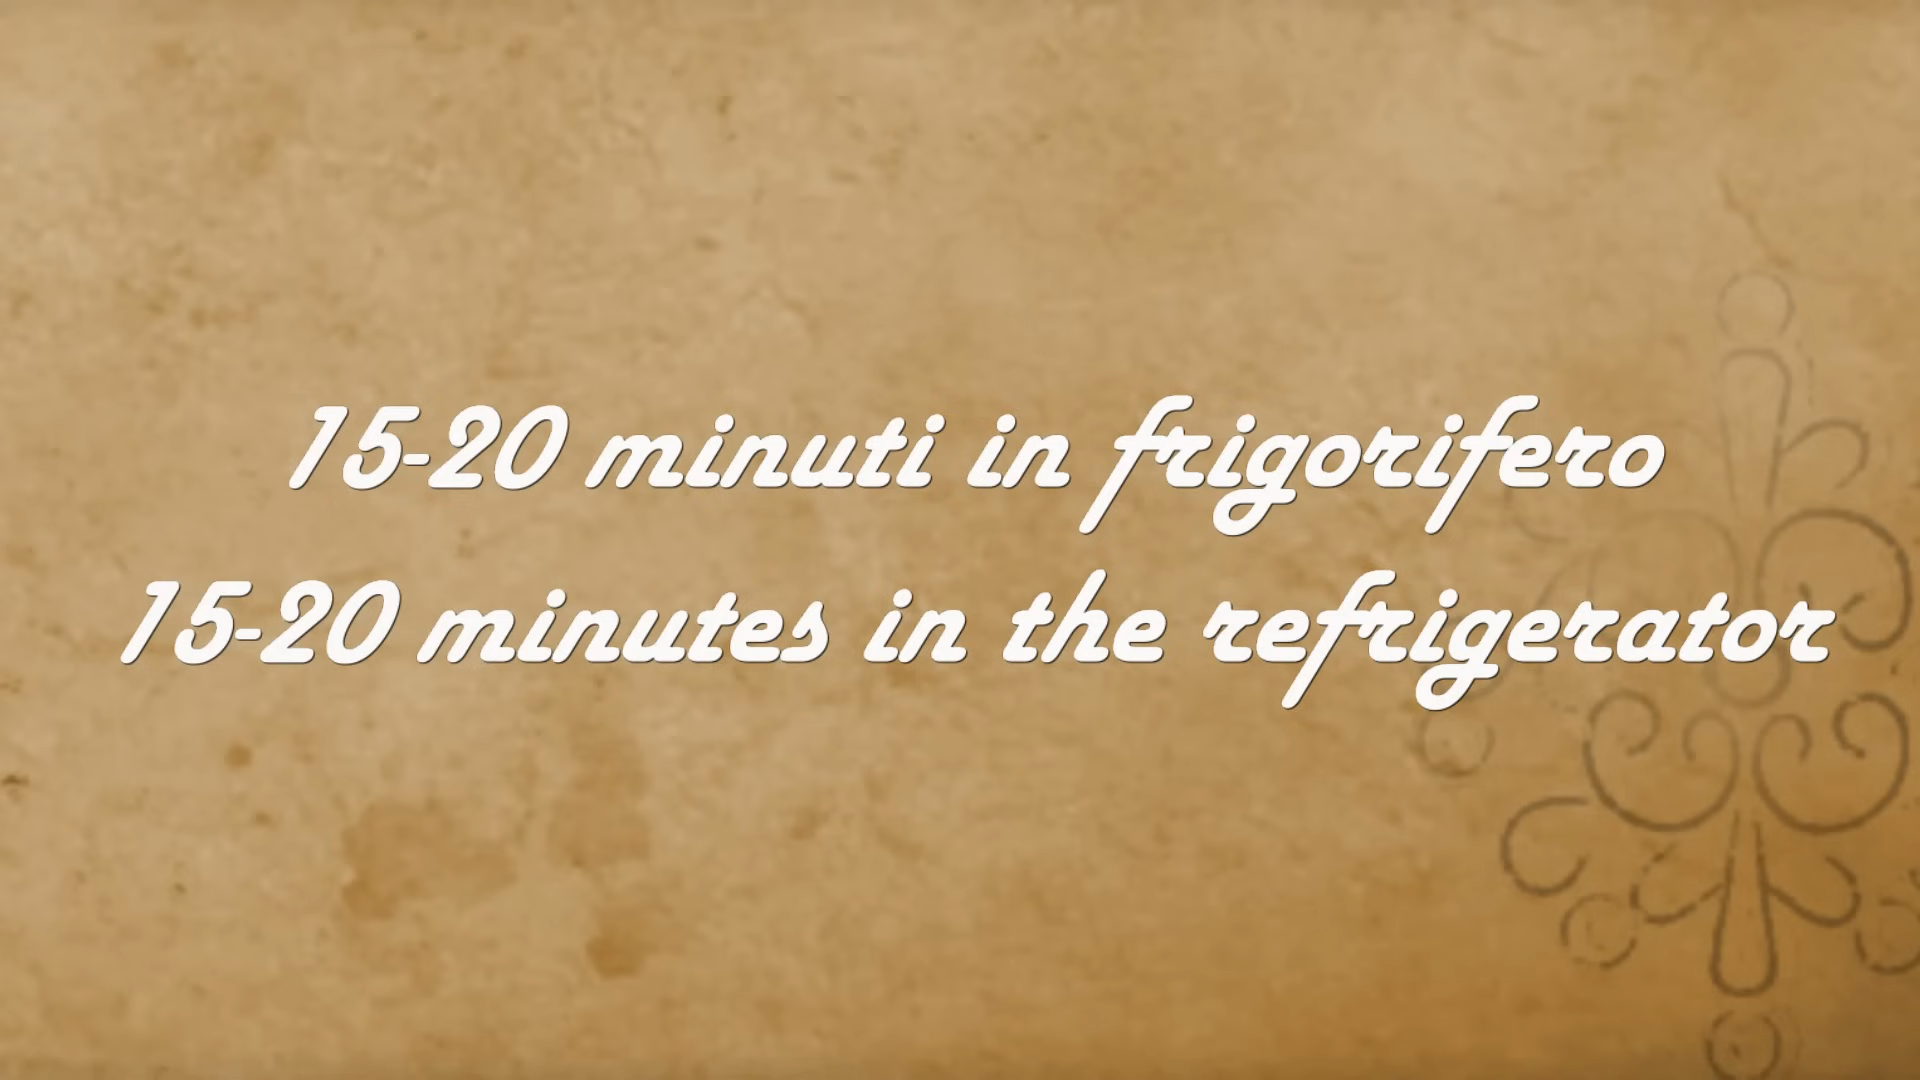 15-20 minuti in frigorifero
15-20 minutes in the refrigerator